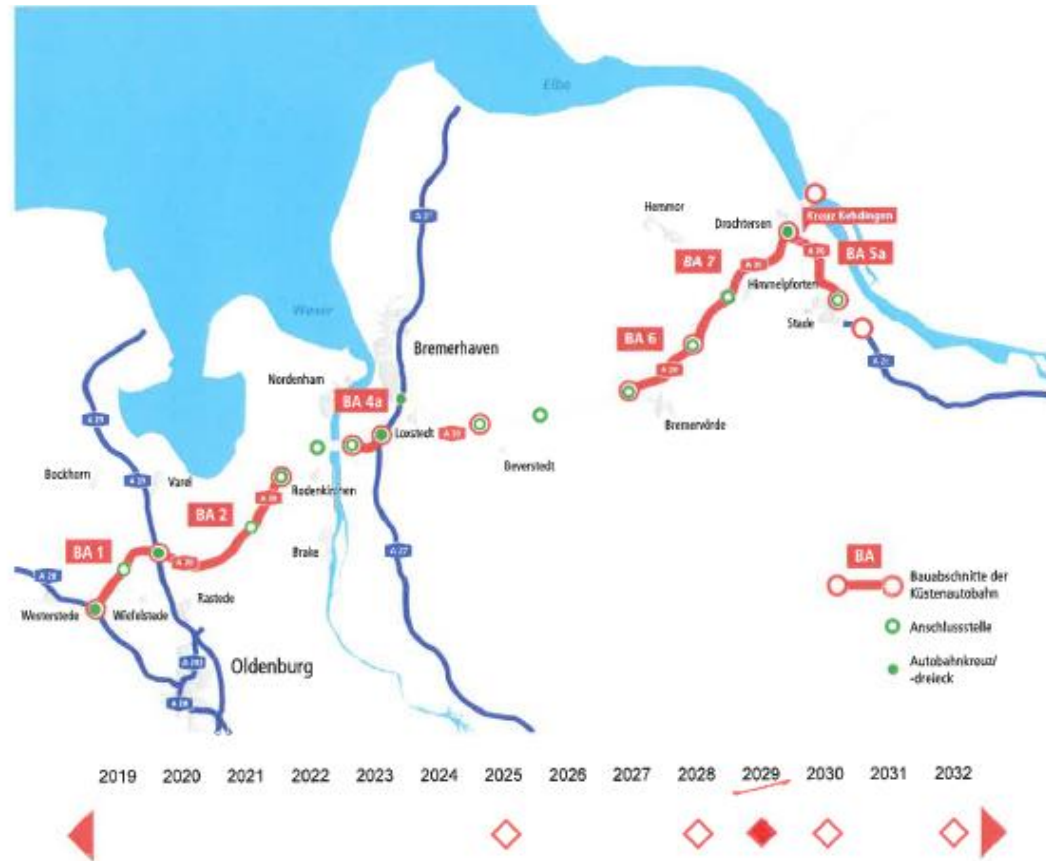 Elbe
A 27
Hemmor
Drochtersen
Kreuz Kehdingen
BA 7
A 20
A 20
BA 5a
Himmelpforten
Stade
Weser
BA 6
A 20
A 26
Bremerhaven
Nordenham
BA 4a
Loxstedt
A 20
Bremervörde
Beverstedt
A 29
Bockhorn
Varel
A 29
Rodenkirchen
BA 2
A 20
Brake
BA 1
A 20
A 27
A 28
Westerstede
Wiefelstede
Rastede
A 293
Oldenburg
A 28
BA
Bauabschnitte der
Küstenautobahn
Anschlussstelle
Autobahnkreuz/
-dreieck
2019 2020 2021 2022 2023 2024 2025 2026 2027 2028 2029 2030 2031 2032